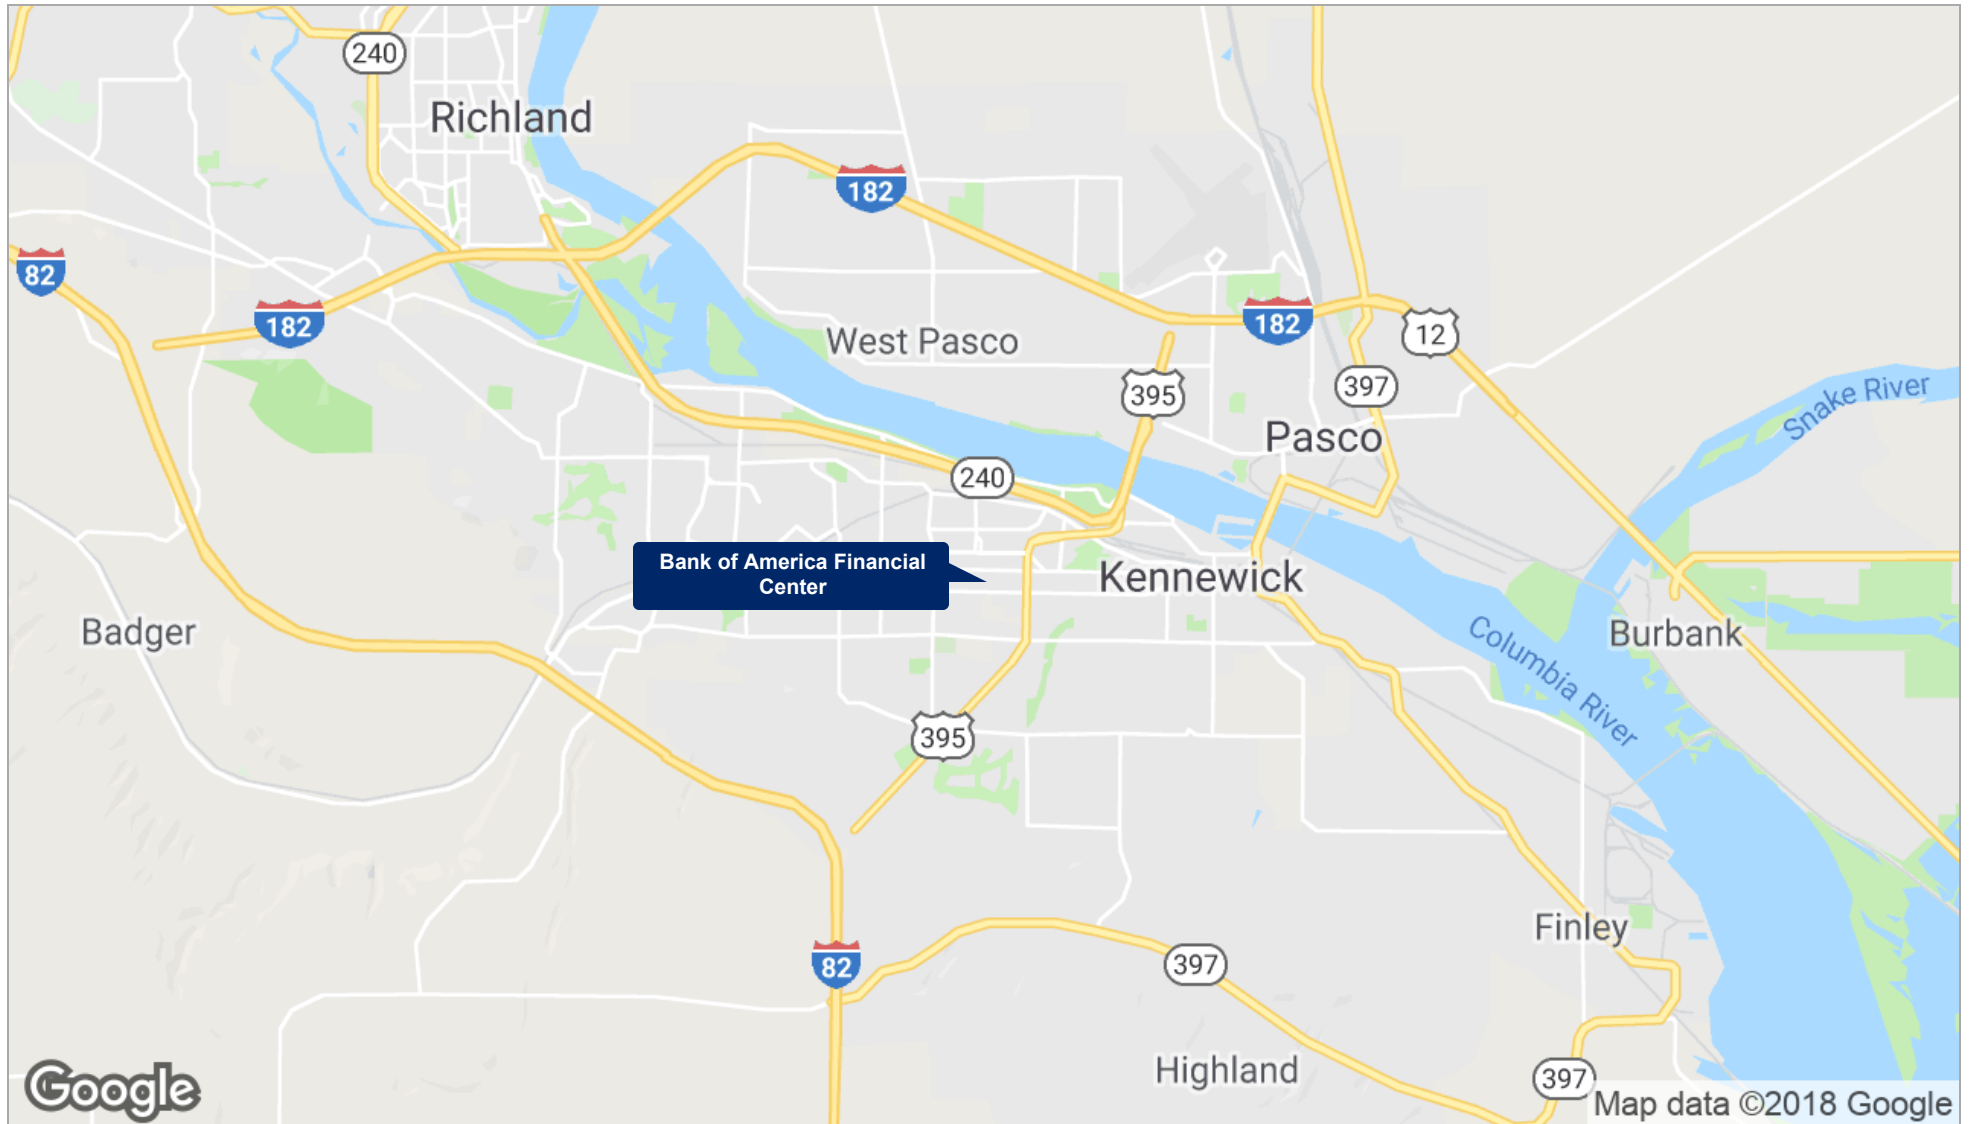 240
Richland
182
82
182
West Pasco
182
12
395
397
Snake River
Pasco
240
Bank of America Financial
Center
Kennewick
Badger
Columbia River
Burbank
395
Finley
82
397
Highland
397
Google
Map data ©2018 Google